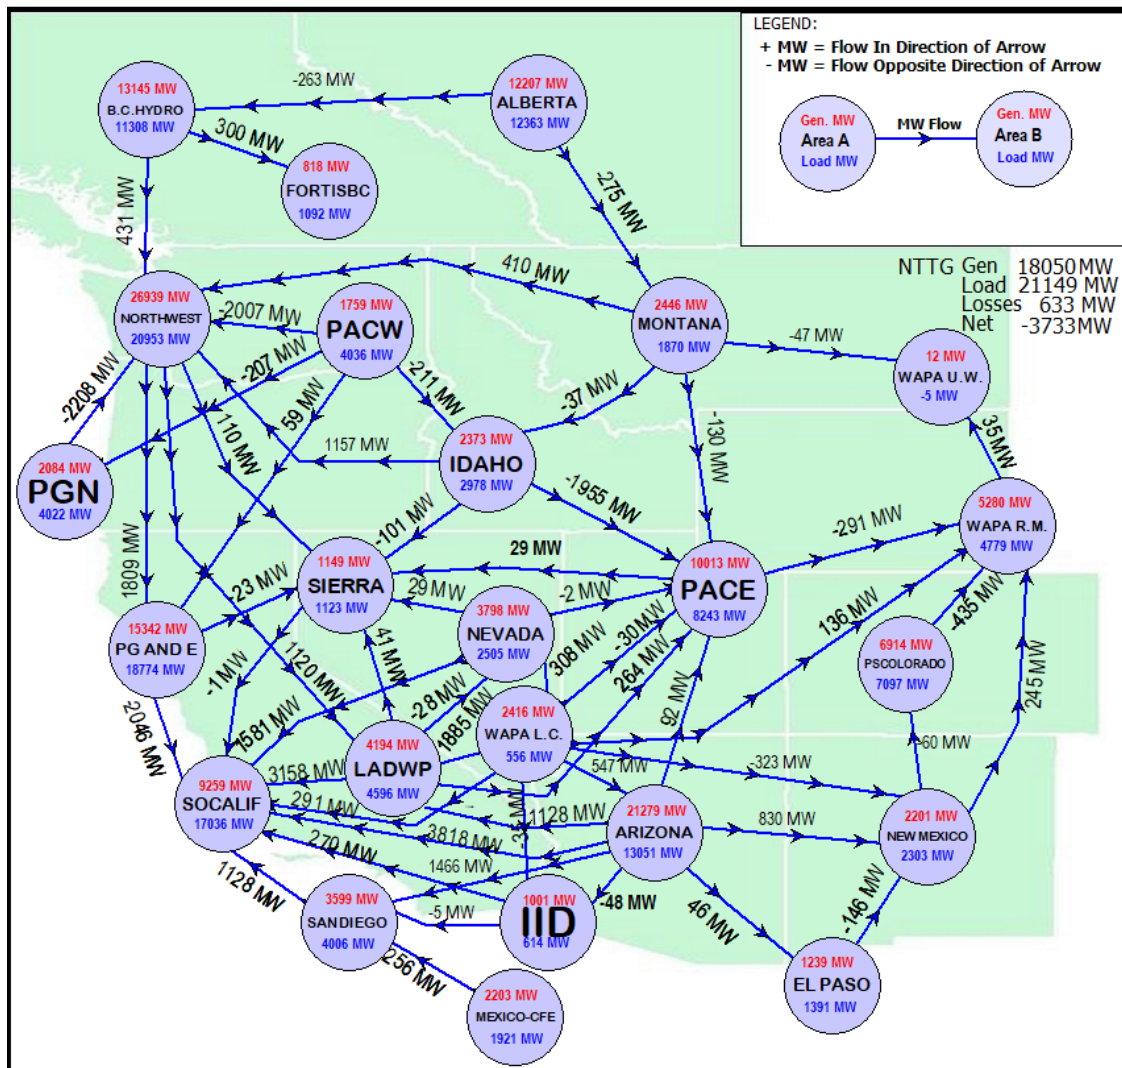 LEGEND:
+ MW = Flow In Direction of Arrow
- MW = Flow Opposite Direction of Arrow
Gen. MW
Area A
Load MW
MW Flow
Gen. MW
Area B
Load MW
NTTG Gen 18050 MW
Load 21149 MW
Losses 633 MW
Net -3733 MW
13145 MW
B.C.HYDRO
11308 MW
-263 MW
12207 MW
ALBERTA
12363 MW
300 MW
818 MW
FORTISBC
1092 MW
431 MW
-275 MW
410 MW
26939 MW
NORTHWEST
20953 MW
-2007 MW
1759 MW
PACW
4036 MW
2446 MW
MONTANA
1870 MW
-47 MW
12 MW
WAPA U.W.
-5 MW
-2208 MW
-207 MW
59 MW
-211 MW
-37 MW
-130 MW
35 MW
110 MW
1157 MW
2084 MW
PGN
4022 MW
2373 MW
IDAHO
2978 MW
-1955 MW
5280 MW
WAPA R.M.
4779 MW
-291 MW
-101 MW
1809 MW
-23 MW
1149 MW
SIERRA
1123 MW
29 MW
29 MW
-2 MW
10013 MW
PACE
8243 MW
136 MW
-435 MW
15342 MW
PG AND E
18774 MW
3798 MW
NEVADA
2505 MW
308 MW
-30 MW
264 MW
6914 MW
PSCOLORADO
7097 MW
245 MW
-1 MW
1120 MW
41 MW
-28 MW
1885 MW
92 MW
2046 MW
1581 MW
2416 MW
WAPA L.C.
556 MW
-60 MW
4194 MW
LADWP
4596 MW
3158 MW
547 MW
-323 MW
9259 MW
SOCALIF
17036 MW
291 MW
-35 MW
1128 MW
21279 MW
ARIZONA
13051 MW
830 MW
2201 MW
NEW MEXICO
2303 MW
3818 MW
270 MW
1466 MW
1128 MW
3599 MW
SANDIEGO
4006 MW
-5 MW
1001 MW
IID
614 MW
-48 MW
46 MW
-146 MW
256 MW
2203 MW
MEXICO-CFE
1921 MW
1239 MW
EL PASO
1391 MW